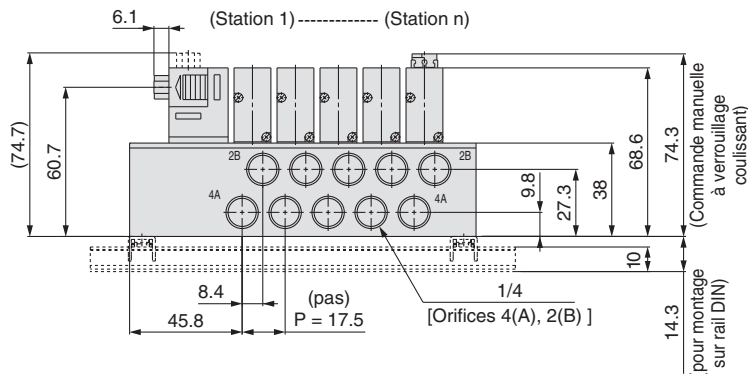 6.1
(Station 1) ----------- (Station n)
(74.7)
60.7
2B
2B
4A
4A
9.8
27.3
38
68.6
74.3
(Commande manuelle
à verrouillage
coulissant)
10
14.3
(pour montage
sur rail DIN)
8.4
45.8
(pas)
P = 17.5
1/4
[Orifices 4(A), 2(B) ]